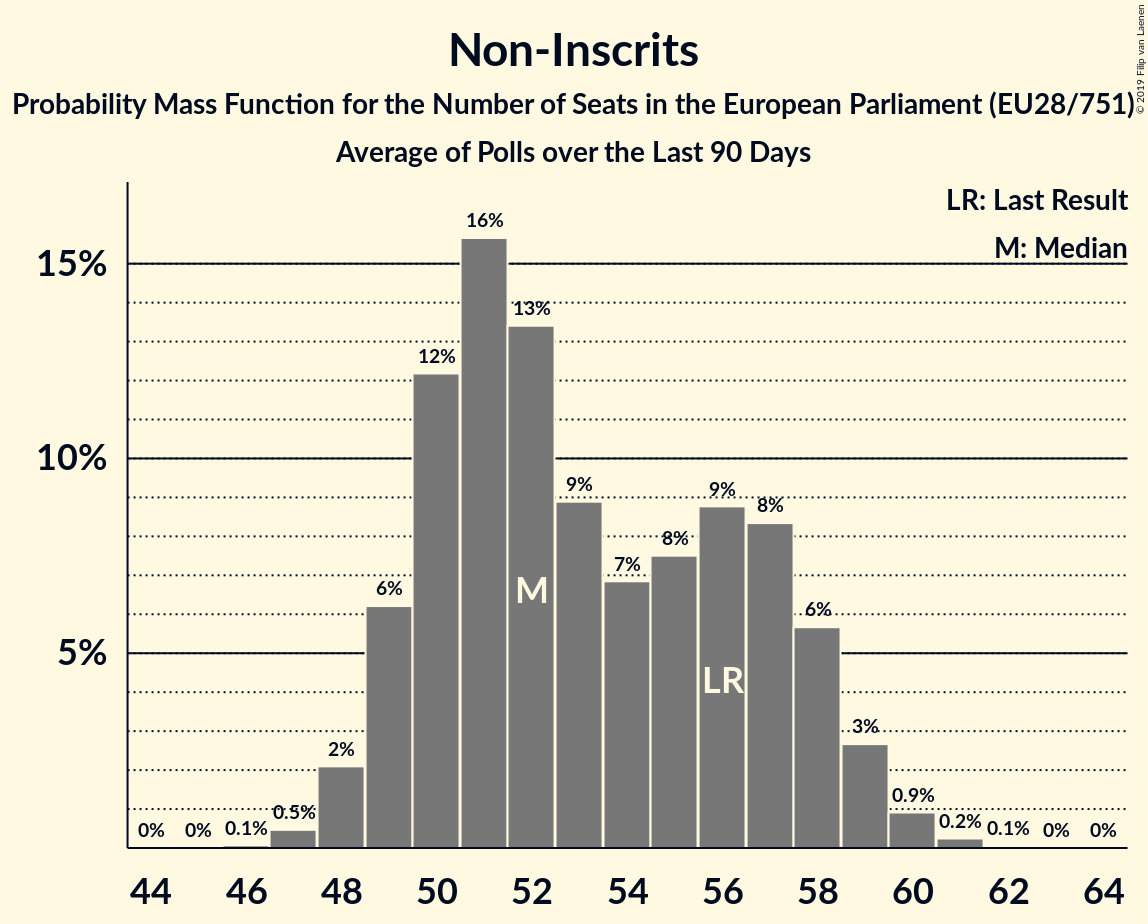 Non-Inscrits
Probability Mass Function for the Number of Seats in the European Parliament (EU28/751)
Average of Polls over the Last 90 Days
© 2019 Filip van Laenen
LR: Last Result
M: Median
15%
10%
5%
0%
0%
0.1%
0.5%
2%
6%
12%
16%
13%
9%
7%
8%
9%
8%
6%
3%
0.9%
0.2%
0.1%
0%
0%
M
LR
44 46 48 50 52 54 56 58 60 62 64